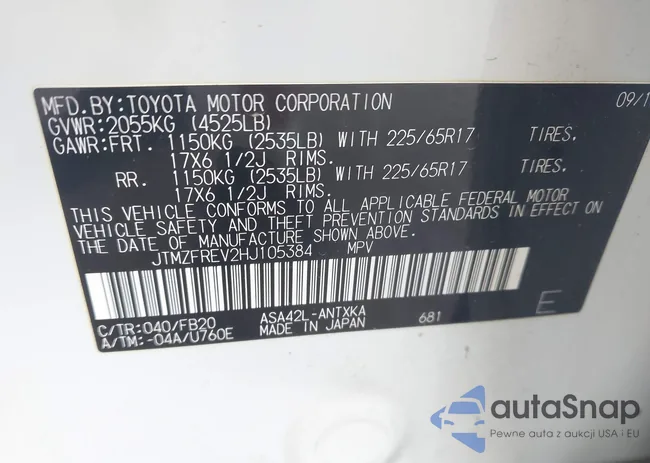 MFD.BY:TOYOTA MOTOR CORPORATION 09/1
GVWR:2055KG (4525LB)
GAWR:FRT. 1150KG (2535LB) WITH 225/65R17 TIRES.
17X6 1/2J RIMS.
RR. 1150KG (2535LB) WITH 225/65R17 TIRES.
17X6 1/2J RIMS.
THIS VEHICLE CONFORMS TO ALL APPLICABLE FEDERAL MOTOR
VEHICLE SAFETY AND THEFT PREVENTION STANDARDS IN EFFECT ON
THE DATE OF MANUFACTURE SHOWN ABOVE.
JTMZFREV2HJ105384 MPV
C/TR:040/FB20 ASA42L-ANTXKA 681 E
A/TM:-04A/U760E MADE IN JAPAN
autoSnap
Pewne auta z aukcji USA i EU